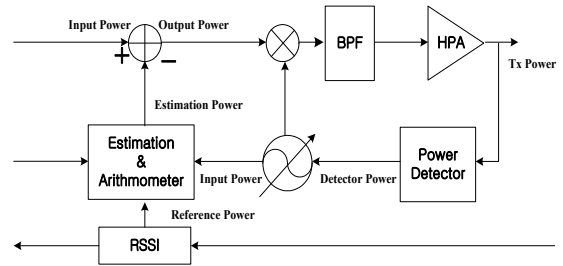 Input Power
Output Power
BPF
HPA
+
−
Tx Power
Estimation Power
Estimation
&
Arithmometer
Input Power
Detector Power
Power
Detector
Reference Power
RSSI